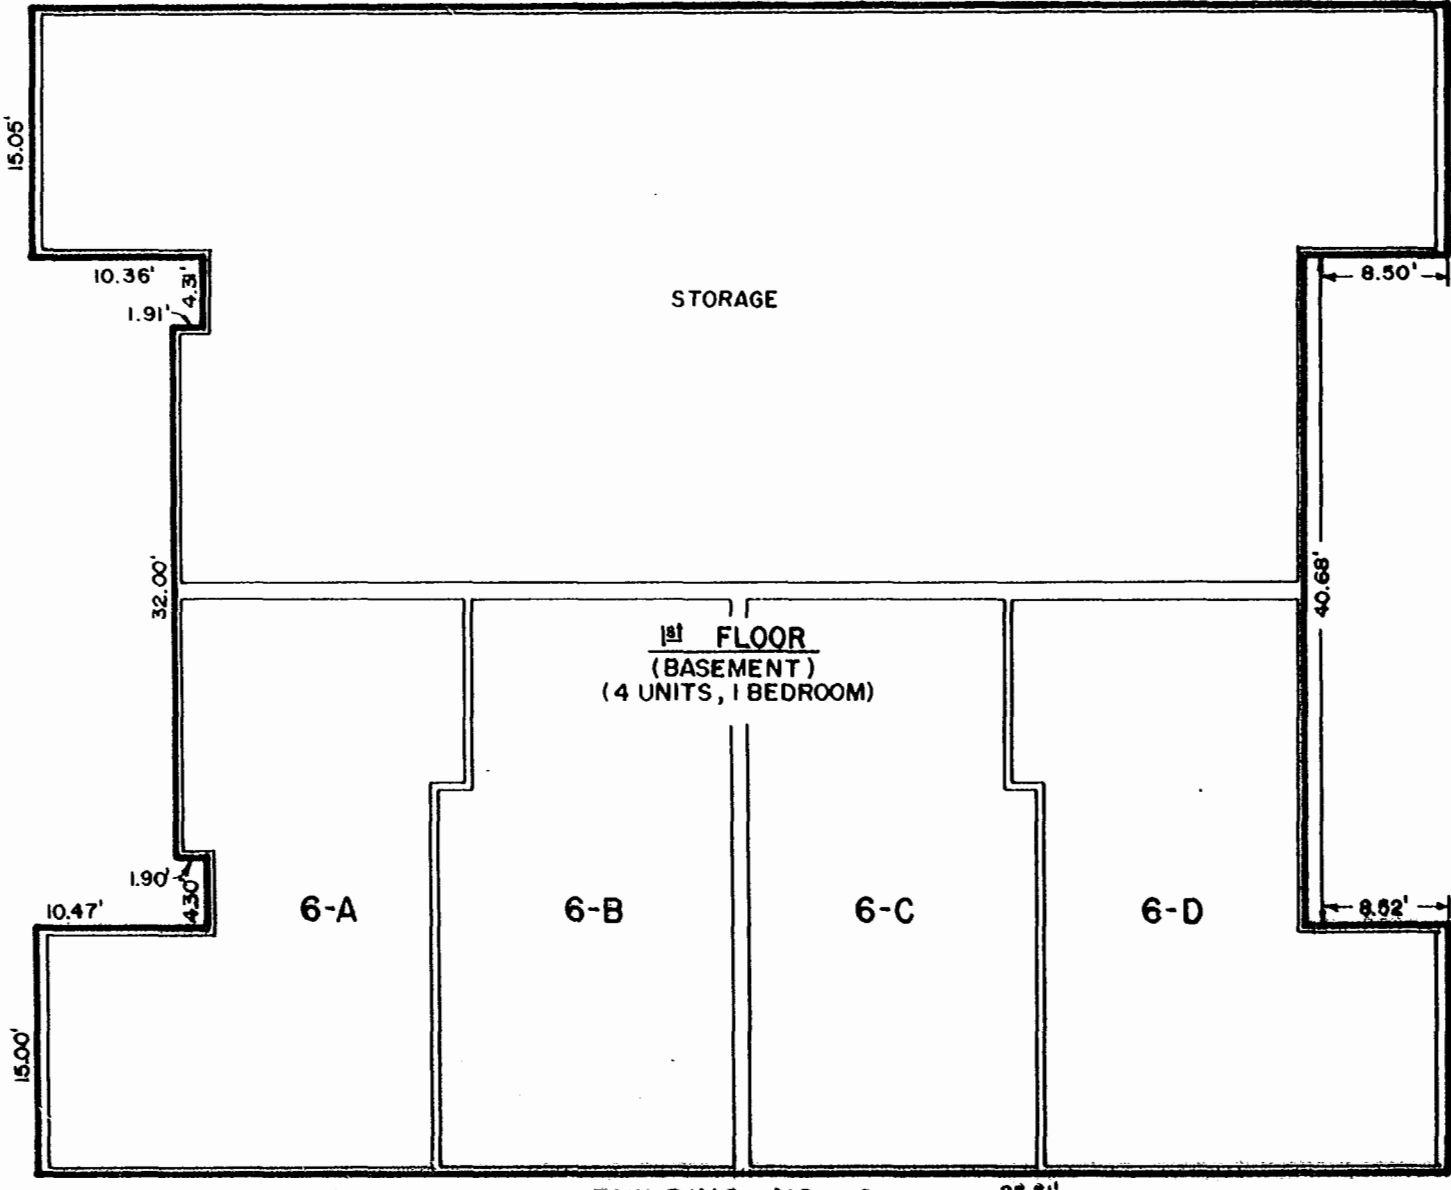 15.05'
10.36'
4.31'
1.91'
8.50'
STORAGE
32.00'
40.68'
1st FLOOR
(BASEMENT)
(4 UNITS, 1 BEDROOM)
1.90'
4.30'
10.47'
6-A
6-B
6-C
6-D
8.52'
15.00'